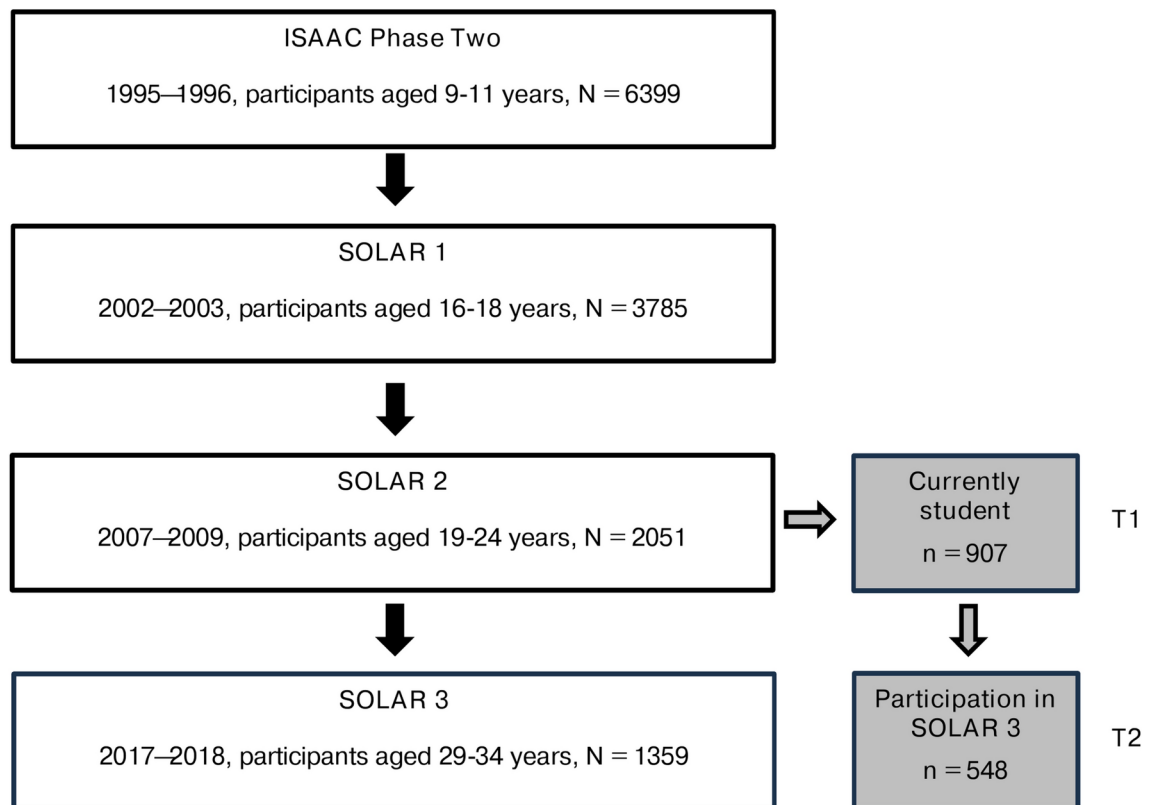 ISAAC Phase Two
1995–1996, participants aged 9-11 years, N = 6399
SOLAR 1
2002–2003, participants aged 16-18 years, N = 3785
SOLAR 2
2007–2009, participants aged 19-24 years, N = 2051
Currently
student
n = 907
T1
SOLAR 3
2017–2018, participants aged 29-34 years, N = 1359
Participation in
SOLAR 3
n = 548
T2